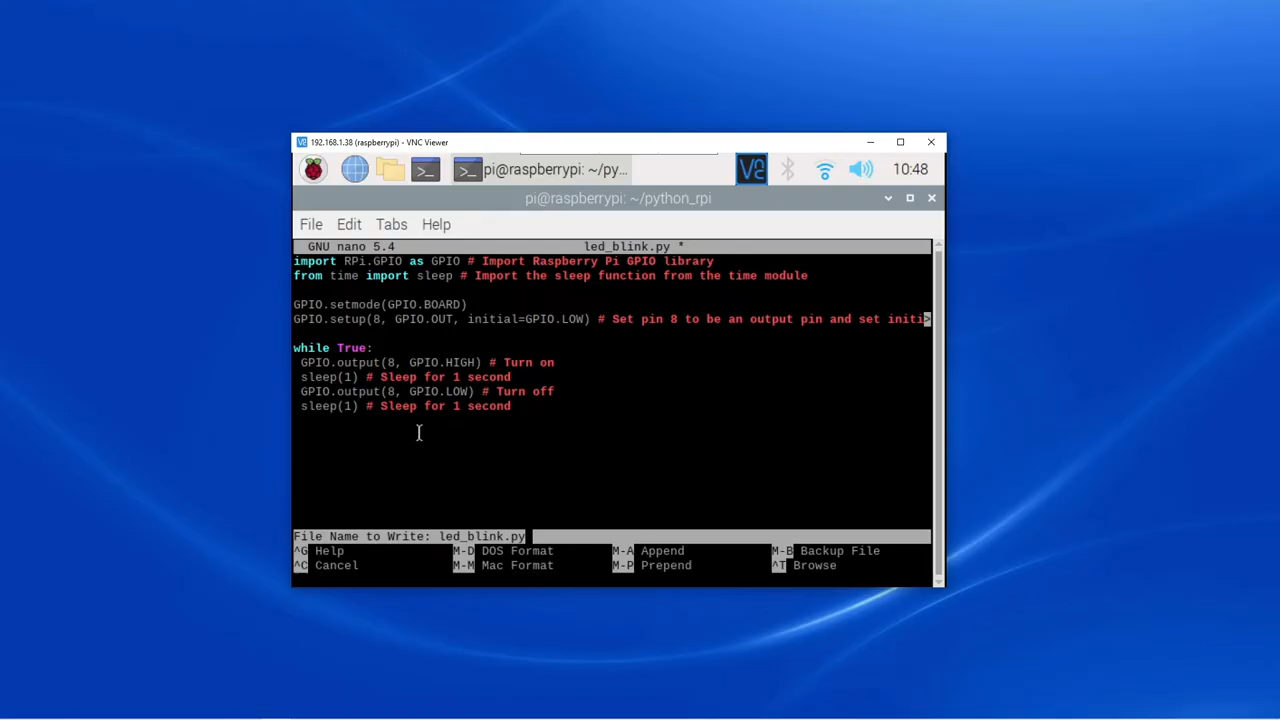 192.168.1.38 (raspberrypi) - VNC Viewer
pi@raspberrypi: ~/py... 10:48
pi@raspberrypi: ~/python_rpi
File Edit Tabs Help
GNU nano 5.4 led_blink.py *
import RPi.GPIO as GPIO # Import Raspberry Pi GPIO library
from time import sleep # Import the sleep function from the time module
GPIO.setmode(GPIO.BOARD)
GPIO.setup(8, GPIO.OUT, initial=GPIO.LOW) # Set pin 8 to be an output pin and set initi>
while True:
GPIO.output(8, GPIO.HIGH) # Turn on
sleep(1) # Sleep for 1 second
GPIO.output(8, GPIO.LOW) # Turn off
sleep(1) # Sleep for 1 second
File Name to Write: led_blink.py
^G Help M-D DOS Format M-A Append M-B Backup File
^C Cancel M-M Mac Format M-P Prepend ^T Browse